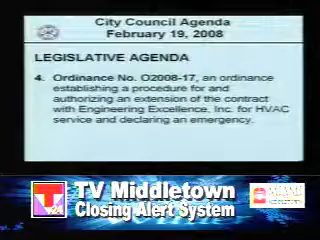 City Council Agenda
February 19, 2008
LEGISLATIVE AGENDA
4. Ordinance No. O2008-17, an ordinance
establishing a procedure for and
authorizing an extension of the contract
with Engineering Excellence, Inc. for HVAC
service and declaring an emergency.
TV Middletown
Closing Alert System